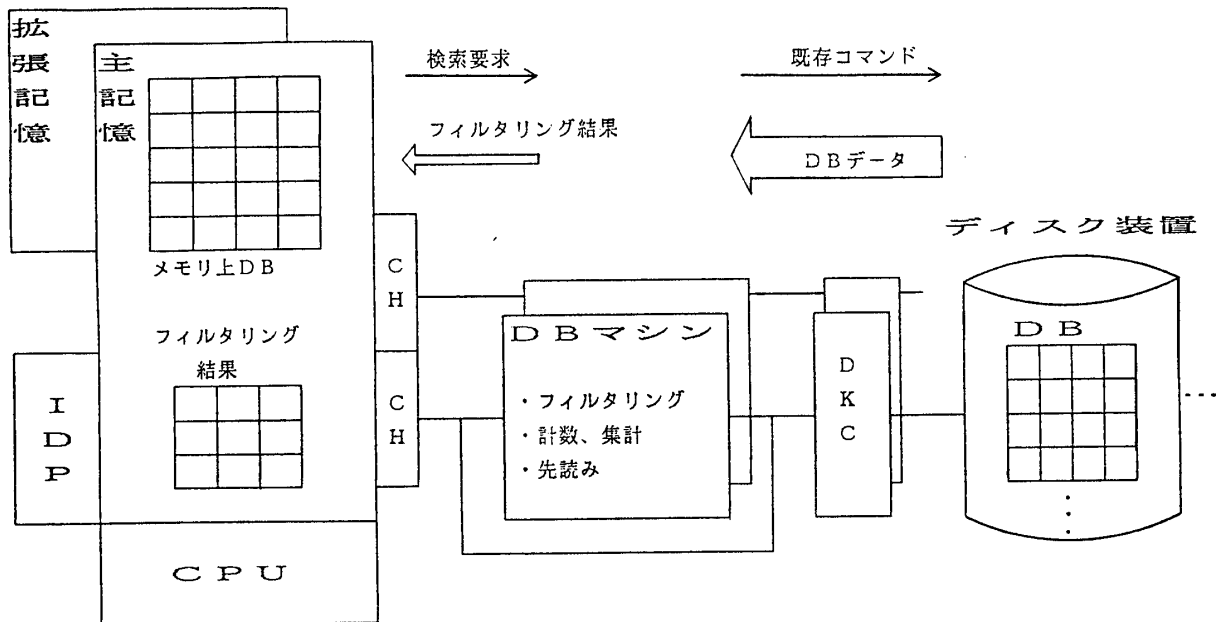 拡張記憶
主記憶
検索要求
既存コマンド
フィルタリング結果
DBデータ
ディスク装置
メモリ上DB
CH
フィルタリング
結果
DBマシン
・フィルタリング
・計数、集計
・先読み
DKC
DB
IDP
CH
CPU